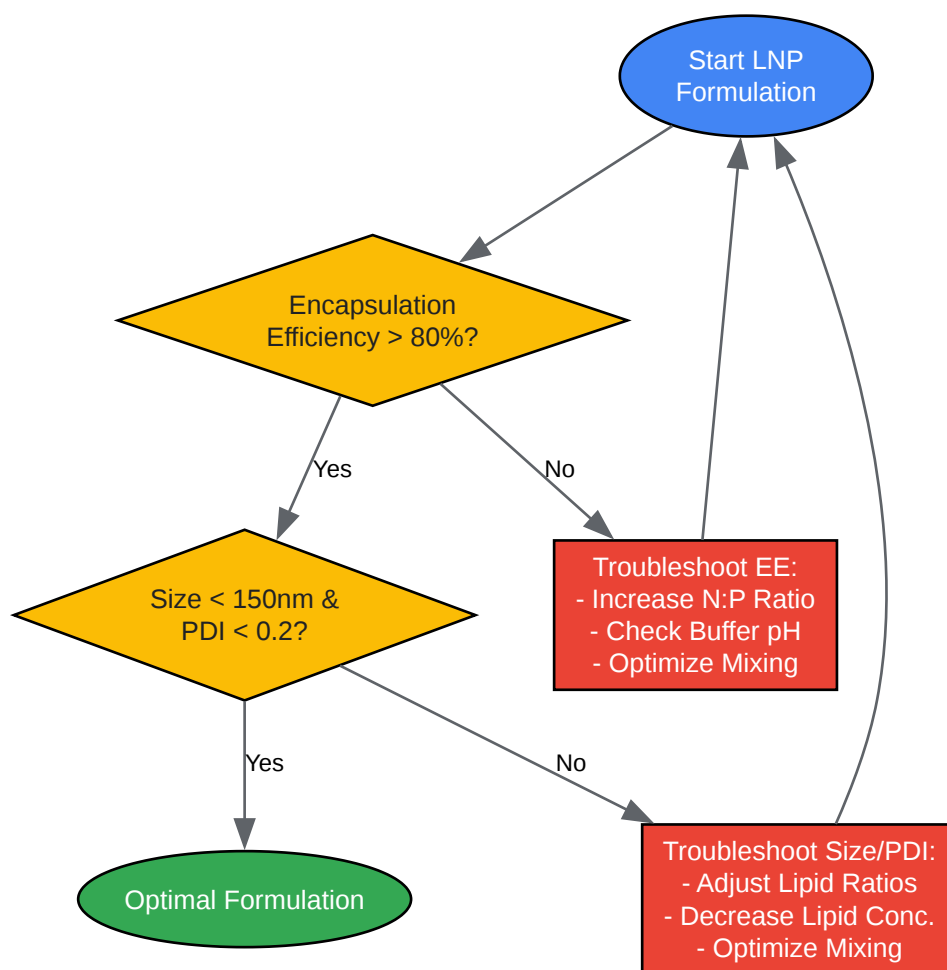 Start LNP
Formulation
Encapsulation
Efficiency > 80%?
Yes
No
Size < 150nm &
PDI < 0.2?
Troubleshoot EE:
- Increase N:P Ratio
- Check Buffer pH
- Optimize Mixing
Yes
No
Optimal Formulation
Troubleshoot Size/PDI:
- Adjust Lipid Ratios
- Decrease Lipid Conc.
- Optimize Mixing